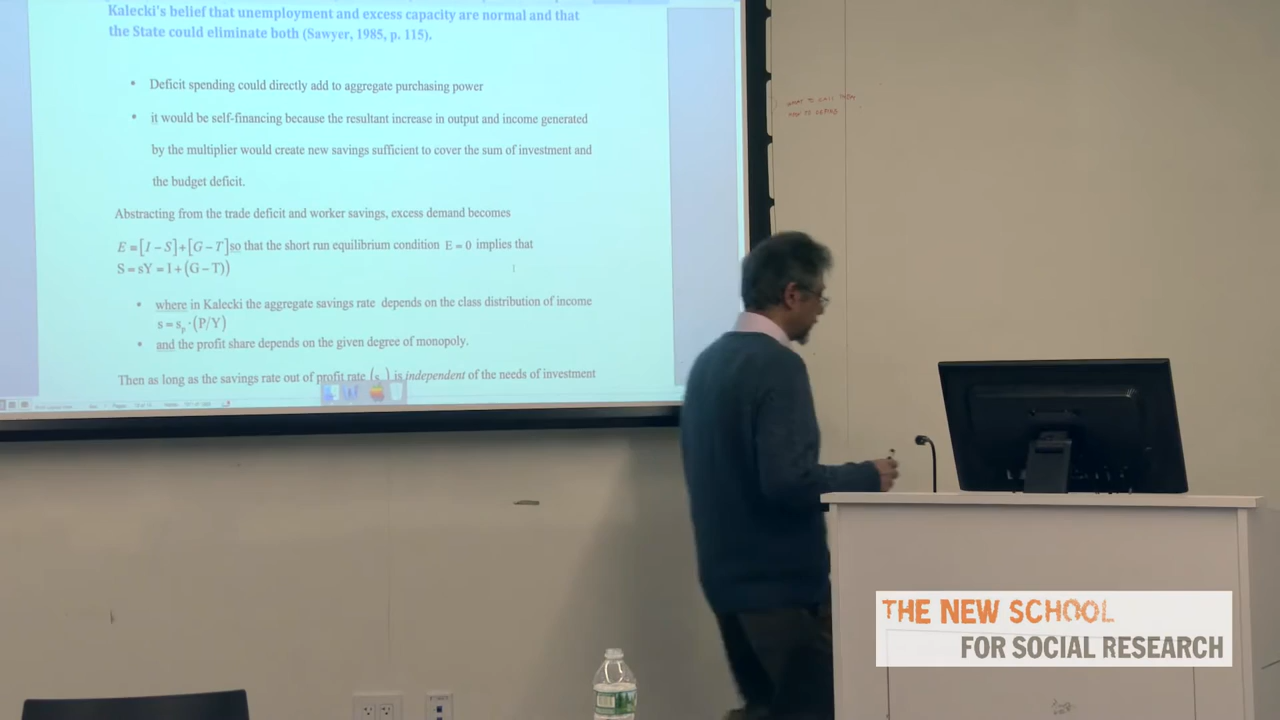 Kalecki's belief that unemployment and excess capacity are normal and that
the State could eliminate both (Sawyer, 1985, p. 115).
• Deficit spending could directly add to aggregate purchasing power
• it would be self-financing because the resultant increase in output and income generated
by the multiplier would create new savings sufficient to cover the sum of investment and
the budget deficit.
Abstracting from the trade deficit and worker savings, excess demand becomes
E = [I − S] + [G − T] so that the short run equilibrium condition E = 0 implies that
S = sY = I + (G − T))
• where in Kalecki the aggregate savings rate depends on the class distribution of income
s = sₚ · (P/Y)
• and the profit share depends on the given degree of monopoly.
Then as long as the savings rate out of profit rate (s ) is independent of the needs of investment
THE NEW SCHOOL
FOR SOCIAL RESEARCH